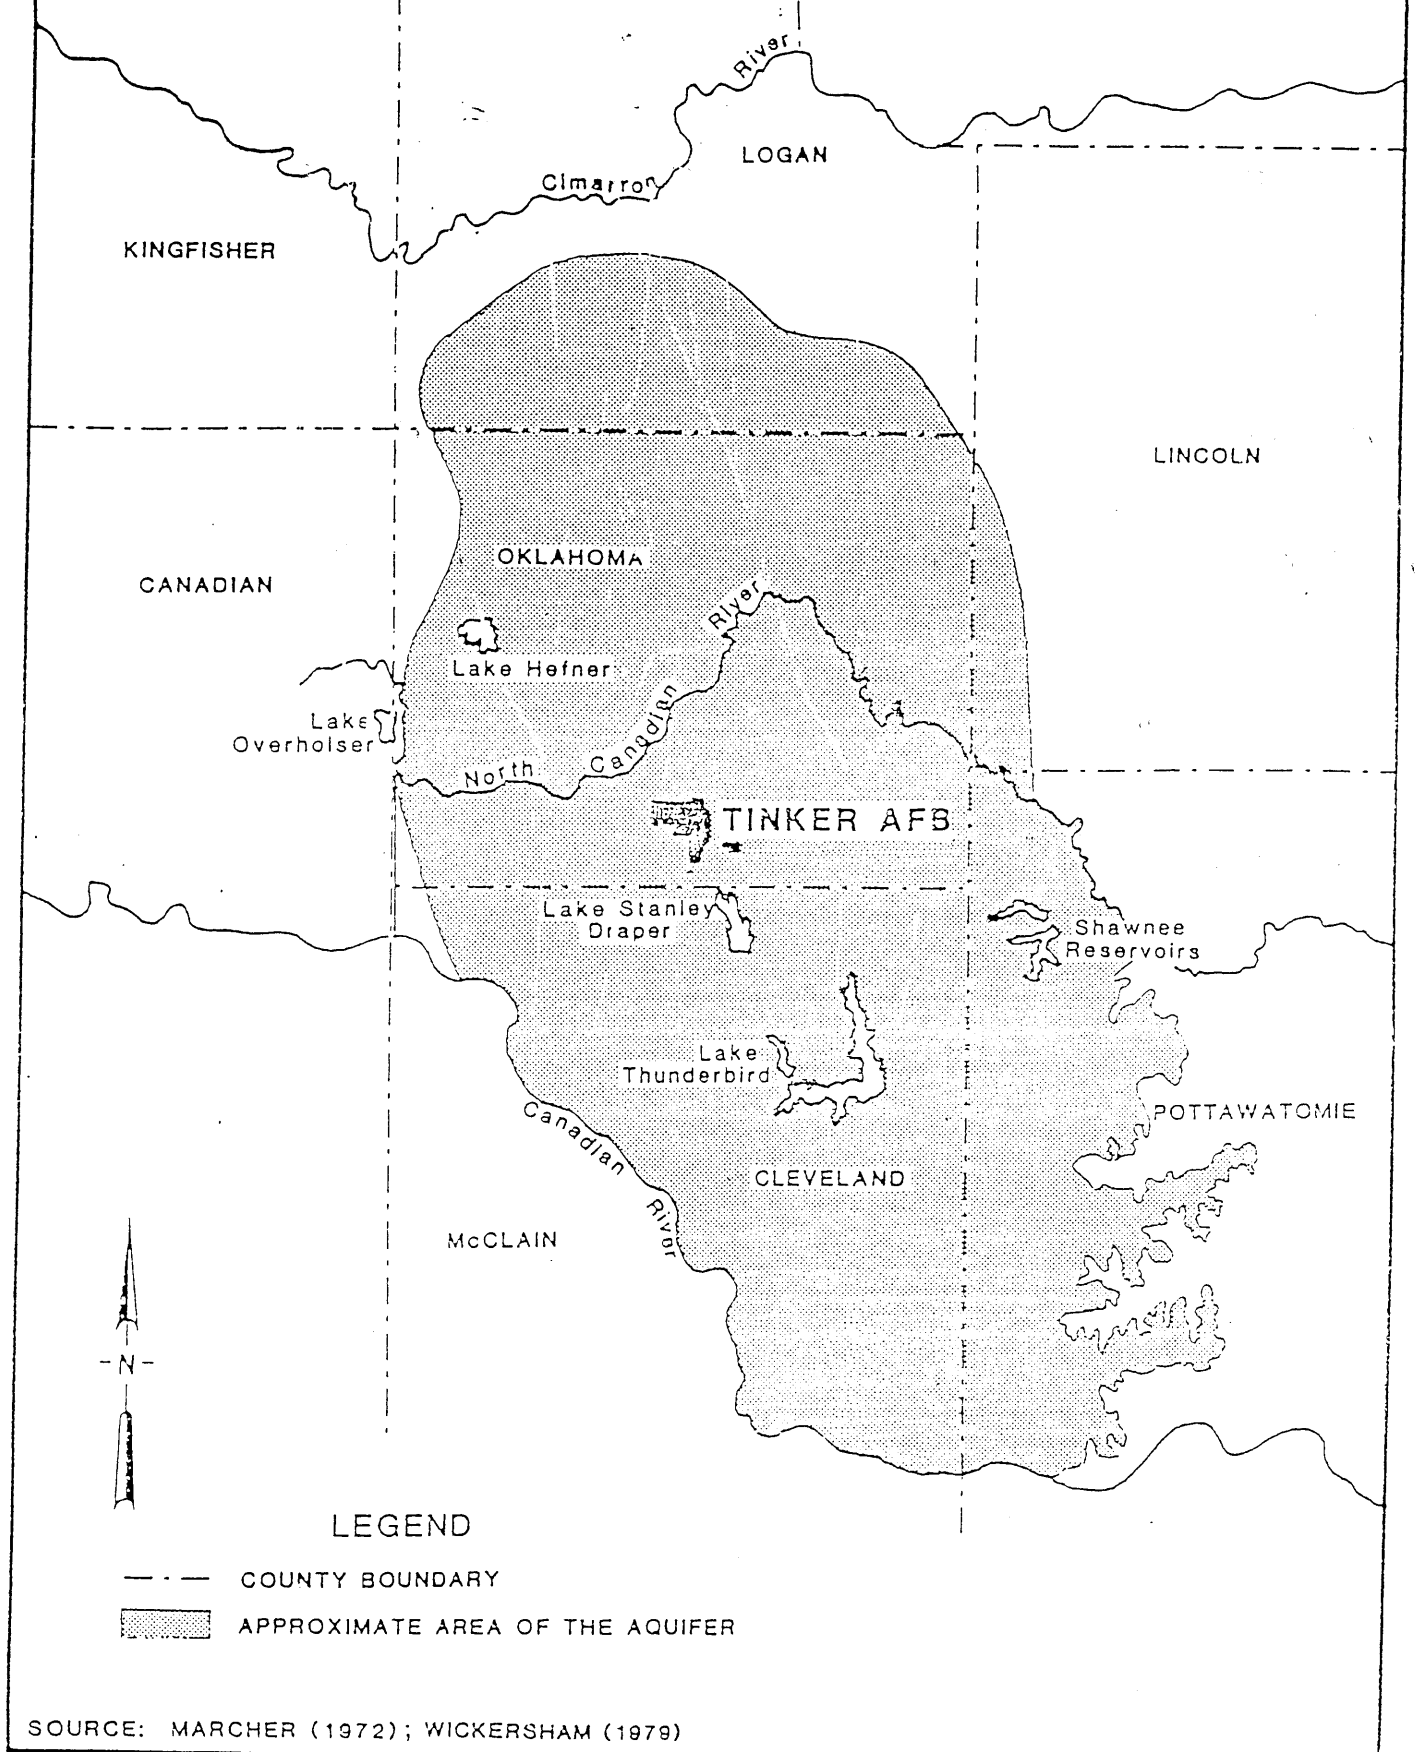 River
LOGAN
Cimarron
KINGFISHER
LINCOLN
OKLAHOMA
CANADIAN
River
Lake Hefner
Canadian
Lake
Overholser
North
TINKER AFB
Lake Stanley
Draper
Shawnee
Reservoirs
Lake
Thunderbird
Canadian
POTTAWATOMIE
CLEVELAND
River
McCLAIN
-N-
LEGEND
COUNTY BOUNDARY
APPROXIMATE AREA OF THE AQUIFER
SOURCE: MARCHER (1972); WICKERSHAM (1979)